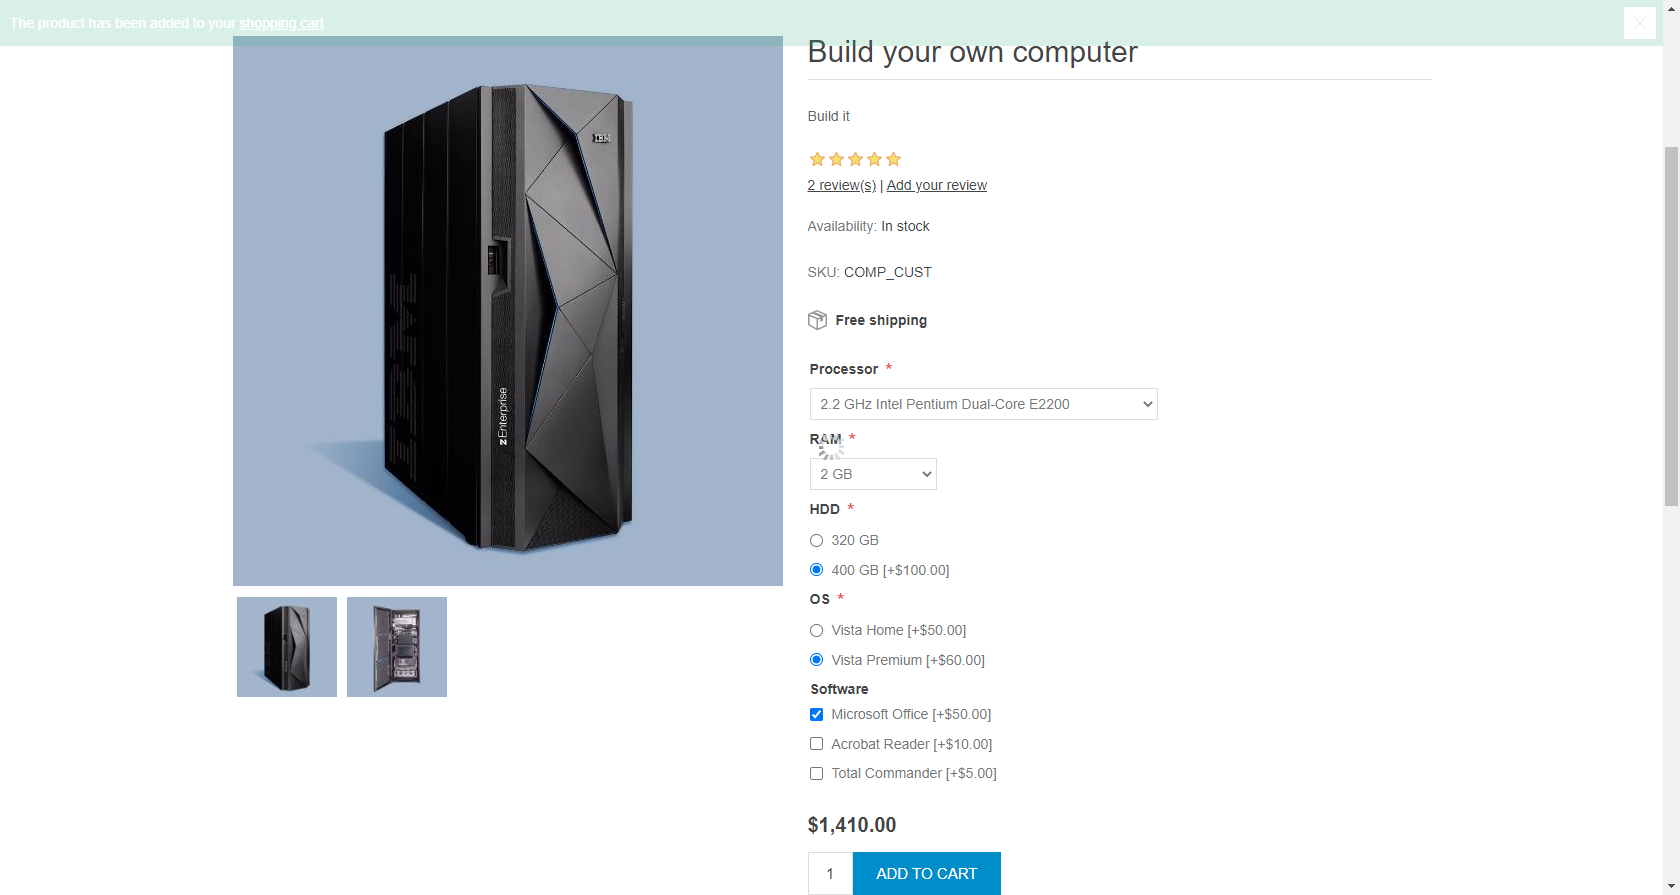 The product has been added to your shopping cart
Build your own computer
Build it
2 review(s) | Add your review
Availability: In stock
SKU: COMP_CUST
Free shipping
Processor *
2.2 GHz Intel Pentium Dual-Core E2200
RAM *
2 GB
HDD *
320 GB
400 GB [+$100.00]
OS *
Vista Home [+$50.00]
Vista Premium [+$60.00]
Software
Microsoft Office [+$50.00]
Acrobat Reader [+$10.00]
Total Commander [+$5.00]
$1,410.00
1 ADD TO CART
IBM
IBM
zEnterprise